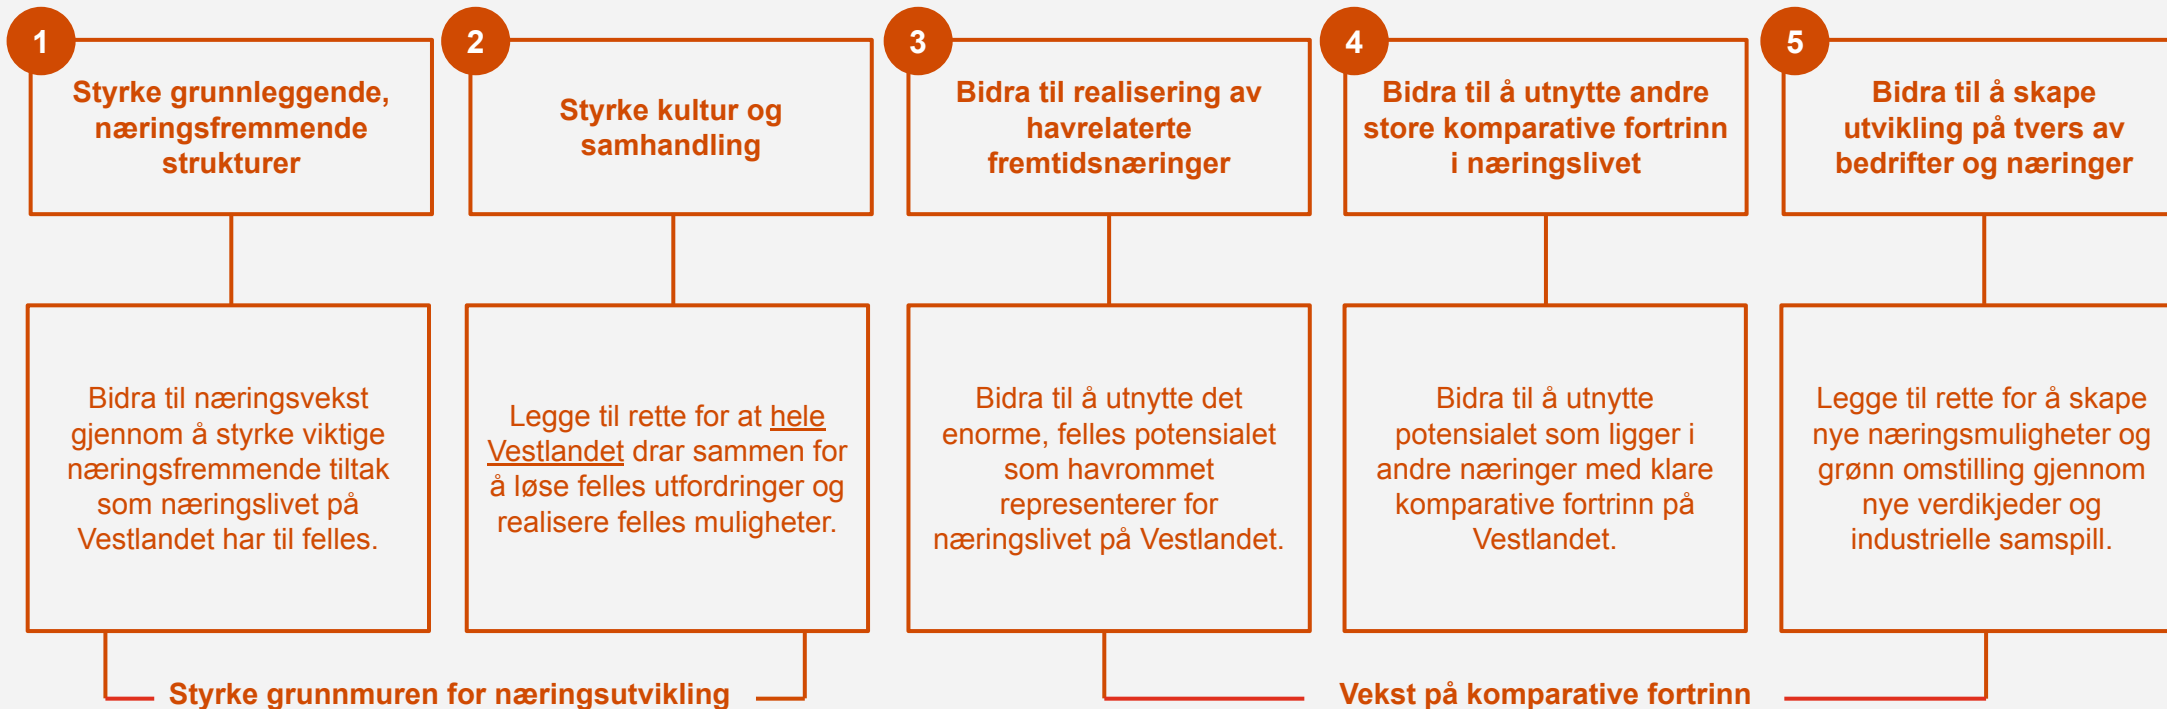 1
Styrke grunnleggende,
næringsfremmende
strukturer
2
Styrke kultur og
samhandling
3
Bidra til realisering av
havrelaterte
fremtidsnæringer
4
Bidra til å utnytte andre
store komparative fortrinn
i næringslivet
5
Bidra til å skape
utvikling på tvers av
bedrifter og næringer
Bidra til næringsvekst
gjennom å styrke viktige
næringsfremmende tiltak
som næringslivet på
Vestlandet har til felles.
Legge til rette for at hele
Vestlandet drar sammen for
å løse felles utfordringer og
realisere felles muligheter.
Bidra til å utnytte det
enorme, felles potensialet
som havrommet
representerer for
næringslivet på Vestlandet.
Bidra til å utnytte
potensialet som ligger i
andre næringer med klare
komparative fortrinn på
Vestlandet.
Legge til rette for å skape
nye næringsmuligheter og
grønn omstilling gjennom
nye verdikjeder og
industrielle samspill.
Styrke grunnmuren for næringsutvikling
Vekst på komparative fortrinn